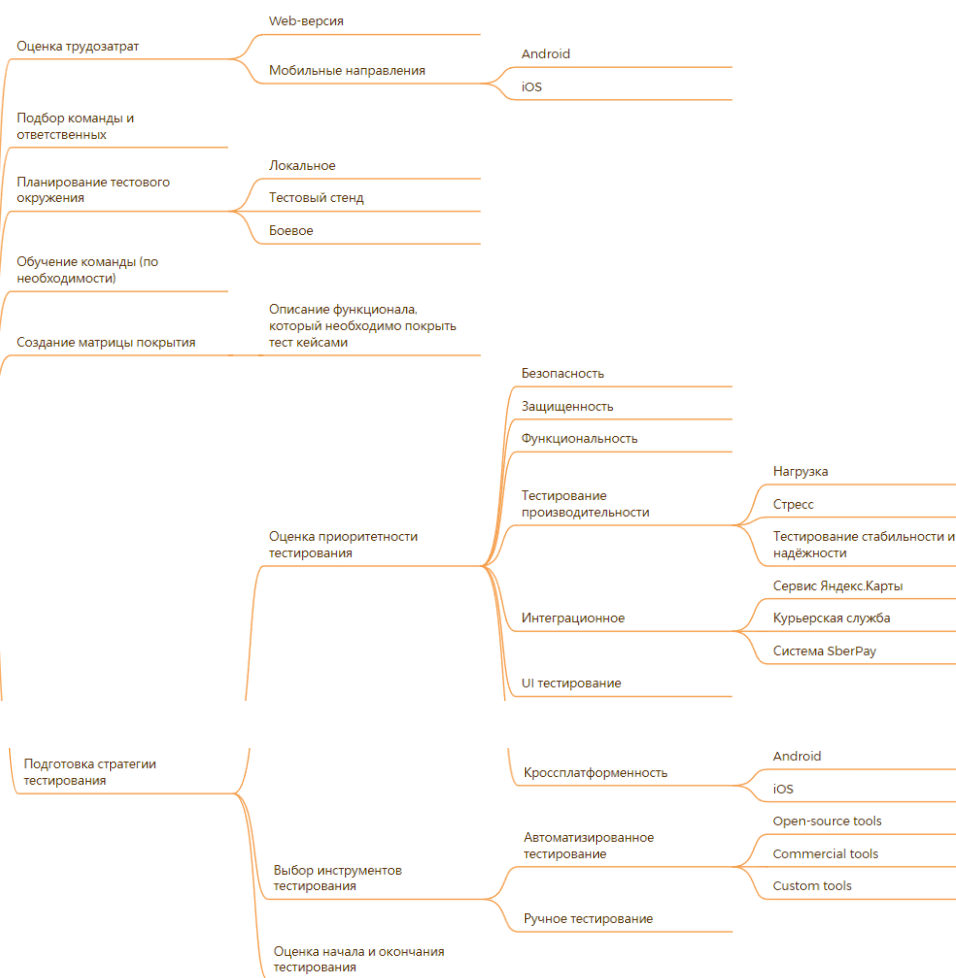 Оценка трудозатрат
Web-версия
Мобильные направления
Android
iOS
Подбор команды и
ответственных
Планирование тестового
окружения
Локальное
Тестовый стенд
Боевое
Обучение команды (по
необходимости)
Создание матрицы покрытия
Описание функционала,
который необходимо покрыть
тест кейсами
Оценка приоритетности
тестирования
Безопасность
Защищенность
Функциональность
Тестирование
производительности
Нагрузка
Стресс
Тестирование стабильности и
надёжности
Интеграционное
Сервис Яндекс.Карты
Курьерская служба
Система SberPay
UI тестирование
Подготовка стратегии
тестирования
Кроссплатформенность
Android
iOS
Выбор инструментов
тестирования
Автоматизированное
тестирование
Open-source tools
Commercial tools
Custom tools
Ручное тестирование
Оценка начала и окончания
тестирования